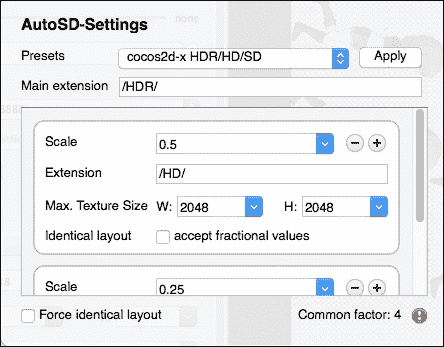 AutoSD-Settings
Presets cocos2d-x HDR/HD/SD Apply
Main extension /HDR/
Scale 0.5
Extension /HD/
Max. Texture Size W: 2048 H: 2048
Identical layout accept fractional values
Scale 0.25
Force identical layout Common factor: 4